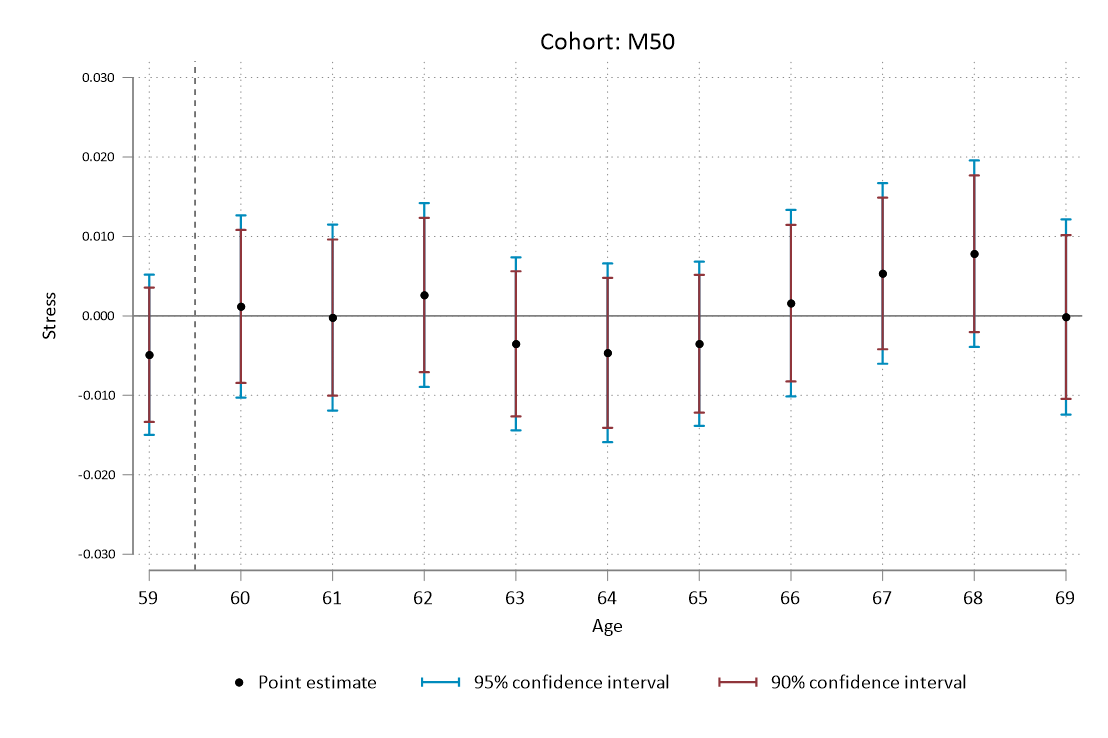 Cohort: M50
0.030
0.020
0.010
0.000
-0.010
-0.020
-0.030
Stress
59 60 61 62 63 64 65 66 67 68 69
Age
Point estimate 95% confidence interval 90% confidence interval